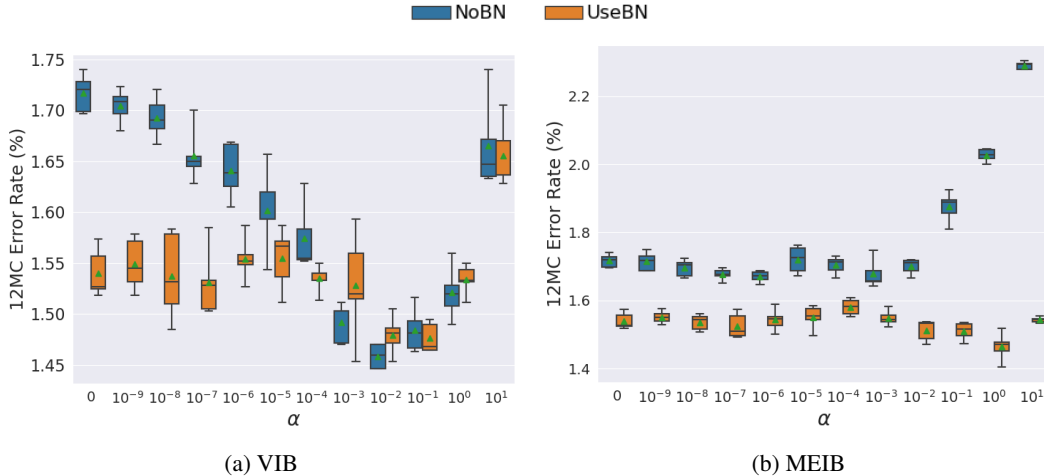 NoBN UseBN
12MC Error Rate (%)
1.75
1.70
1.65
1.60
1.55
1.50
1.45
0 10⁻⁹ 10⁻⁸ 10⁻⁷ 10⁻⁶ 10⁻⁵ 10⁻⁴ 10⁻³ 10⁻² 10⁻¹ 10⁰ 10¹
α
(a) VIB
12MC Error Rate (%)
2.2
2.0
1.8
1.6
1.4
0 10⁻⁹ 10⁻⁸ 10⁻⁷ 10⁻⁶ 10⁻⁵ 10⁻⁴ 10⁻³ 10⁻² 10⁻¹ 10⁰ 10¹
α
(b) MEIB